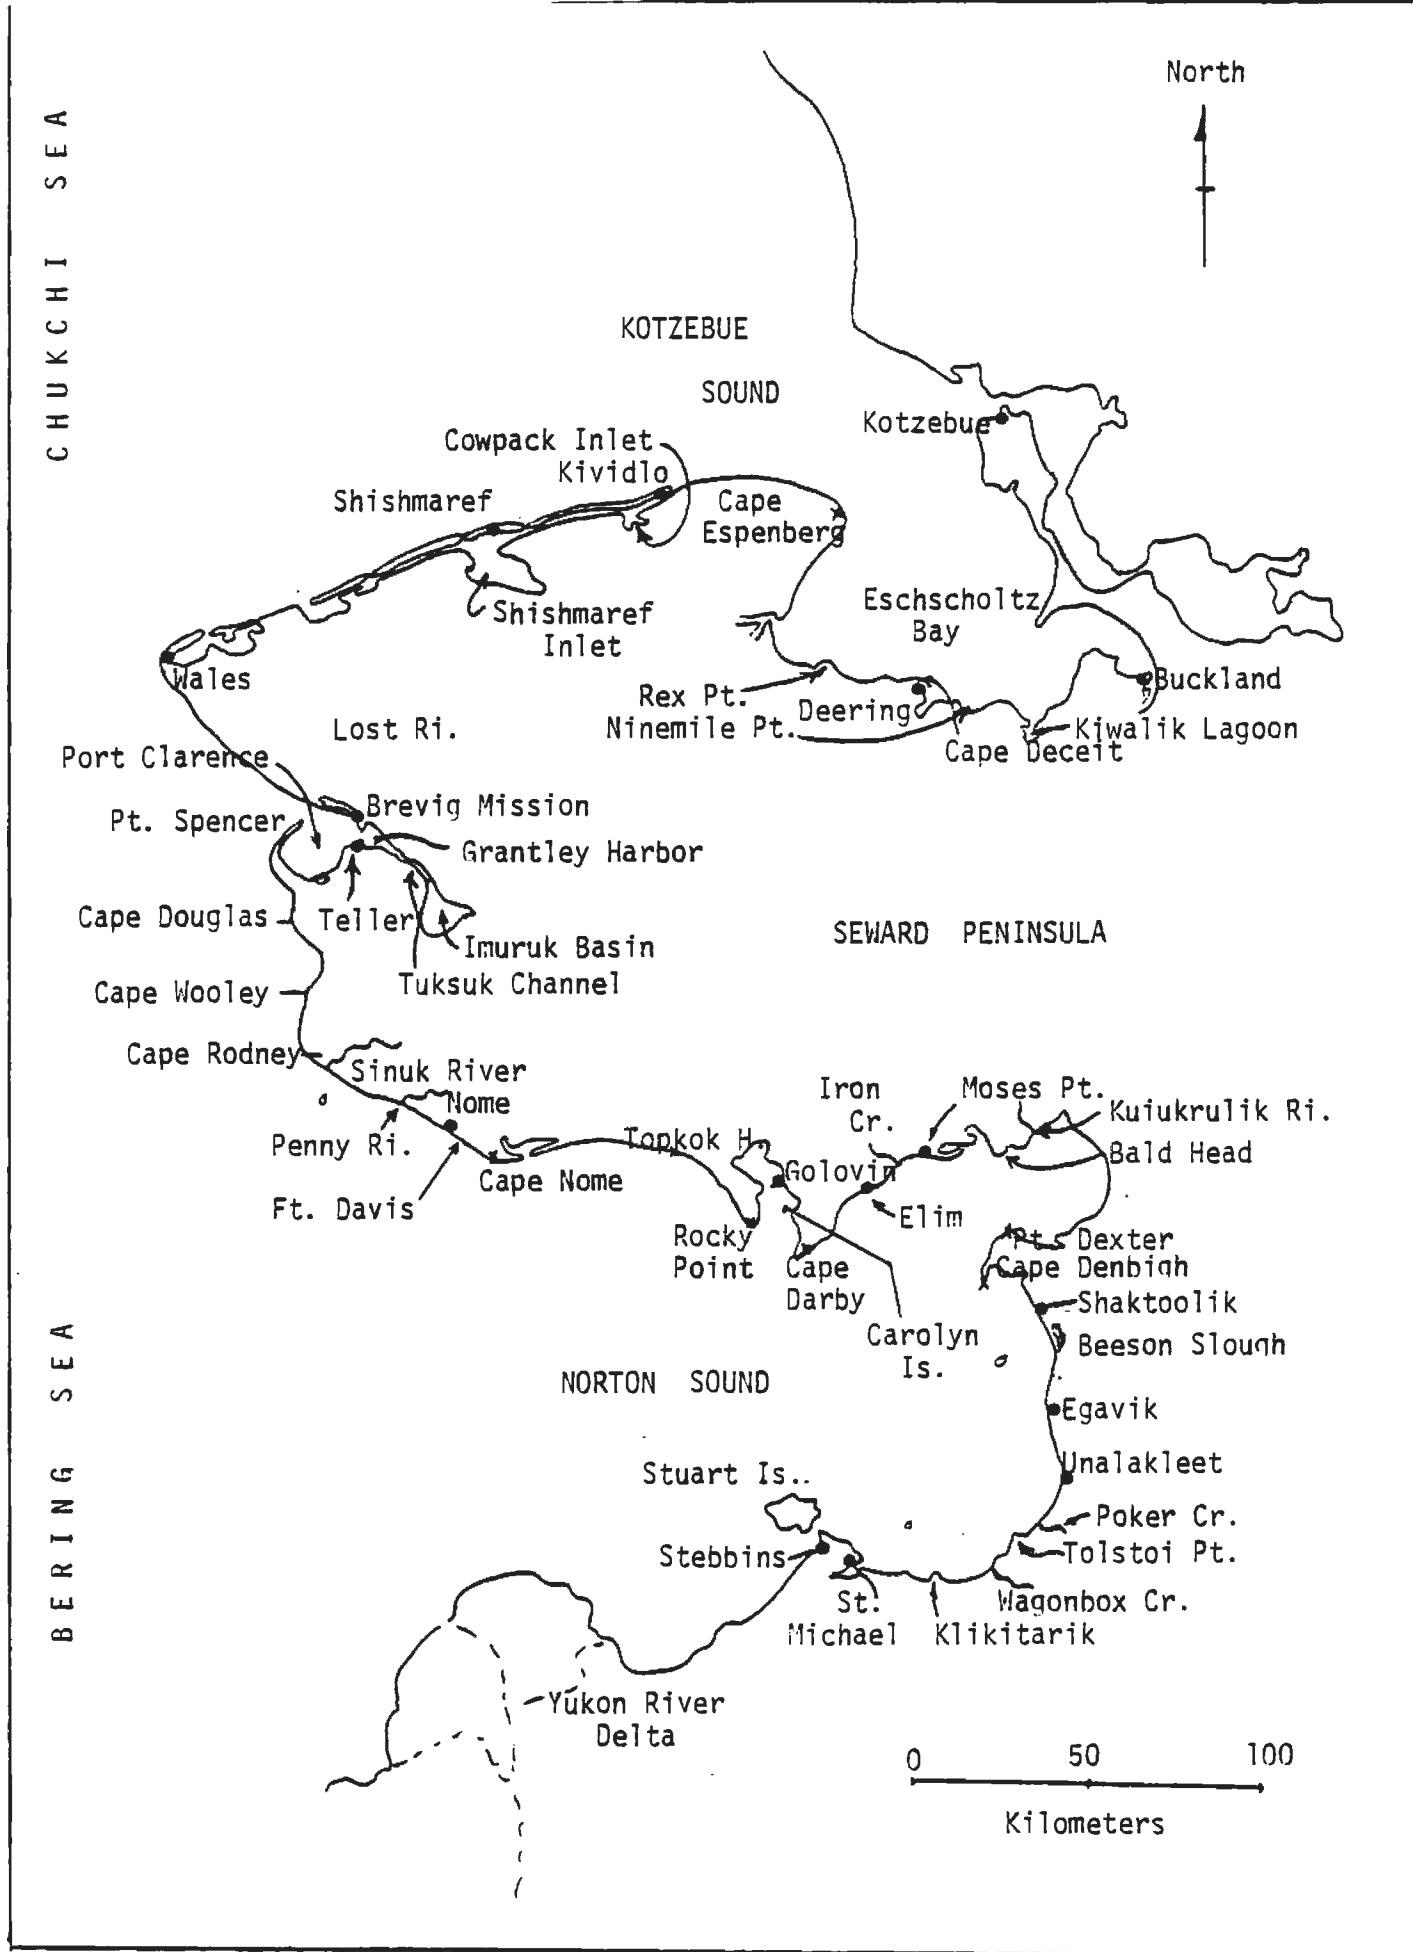 North
CHUKCHI SEA
KOTZEBUE
SOUND
Kotzebue
Cowpack Inlet
Kividlo
Shishmaref
Cape
Espenberg
Shishmaref
Inlet
Eschscholtz
Bay
Wales
Buckland
Rex Pt.
Deering
Ninemile Pt.
Kiwalik Lagoon
Cape Deceit
Lost Ri.
Port Clarence
Brevig Mission
Pt. Spencer
Grantley Harbor
Cape Douglas
Teller
SEWARD PENINSULA
Imuruk Basin
Tuksuk Channel
Cape Wooley
Cape Rodney
Sinuk River
Nome
Penny Ri.
Iron
Cr.
Moses Pt.
Kuiukrulik Ri.
Topkok H.
Bald Head
Golovin
Cape Nome
Ft. Davis
Elim
Rocky
Point
Cape
Darby
Pt. Dexter
Cape Denbigh
Shaktoolik
Carolyn
Is.
Beeson Slough
BERING SEA
NORTON SOUND
Egavik
Unalakleet
Stuart Is..
Poker Cr.
Stebbins
Tolstoi Pt.
St.
Michael
Wagonbox Cr.
Klikitarik
Yukon River
Delta
0 50 100
Kilometers